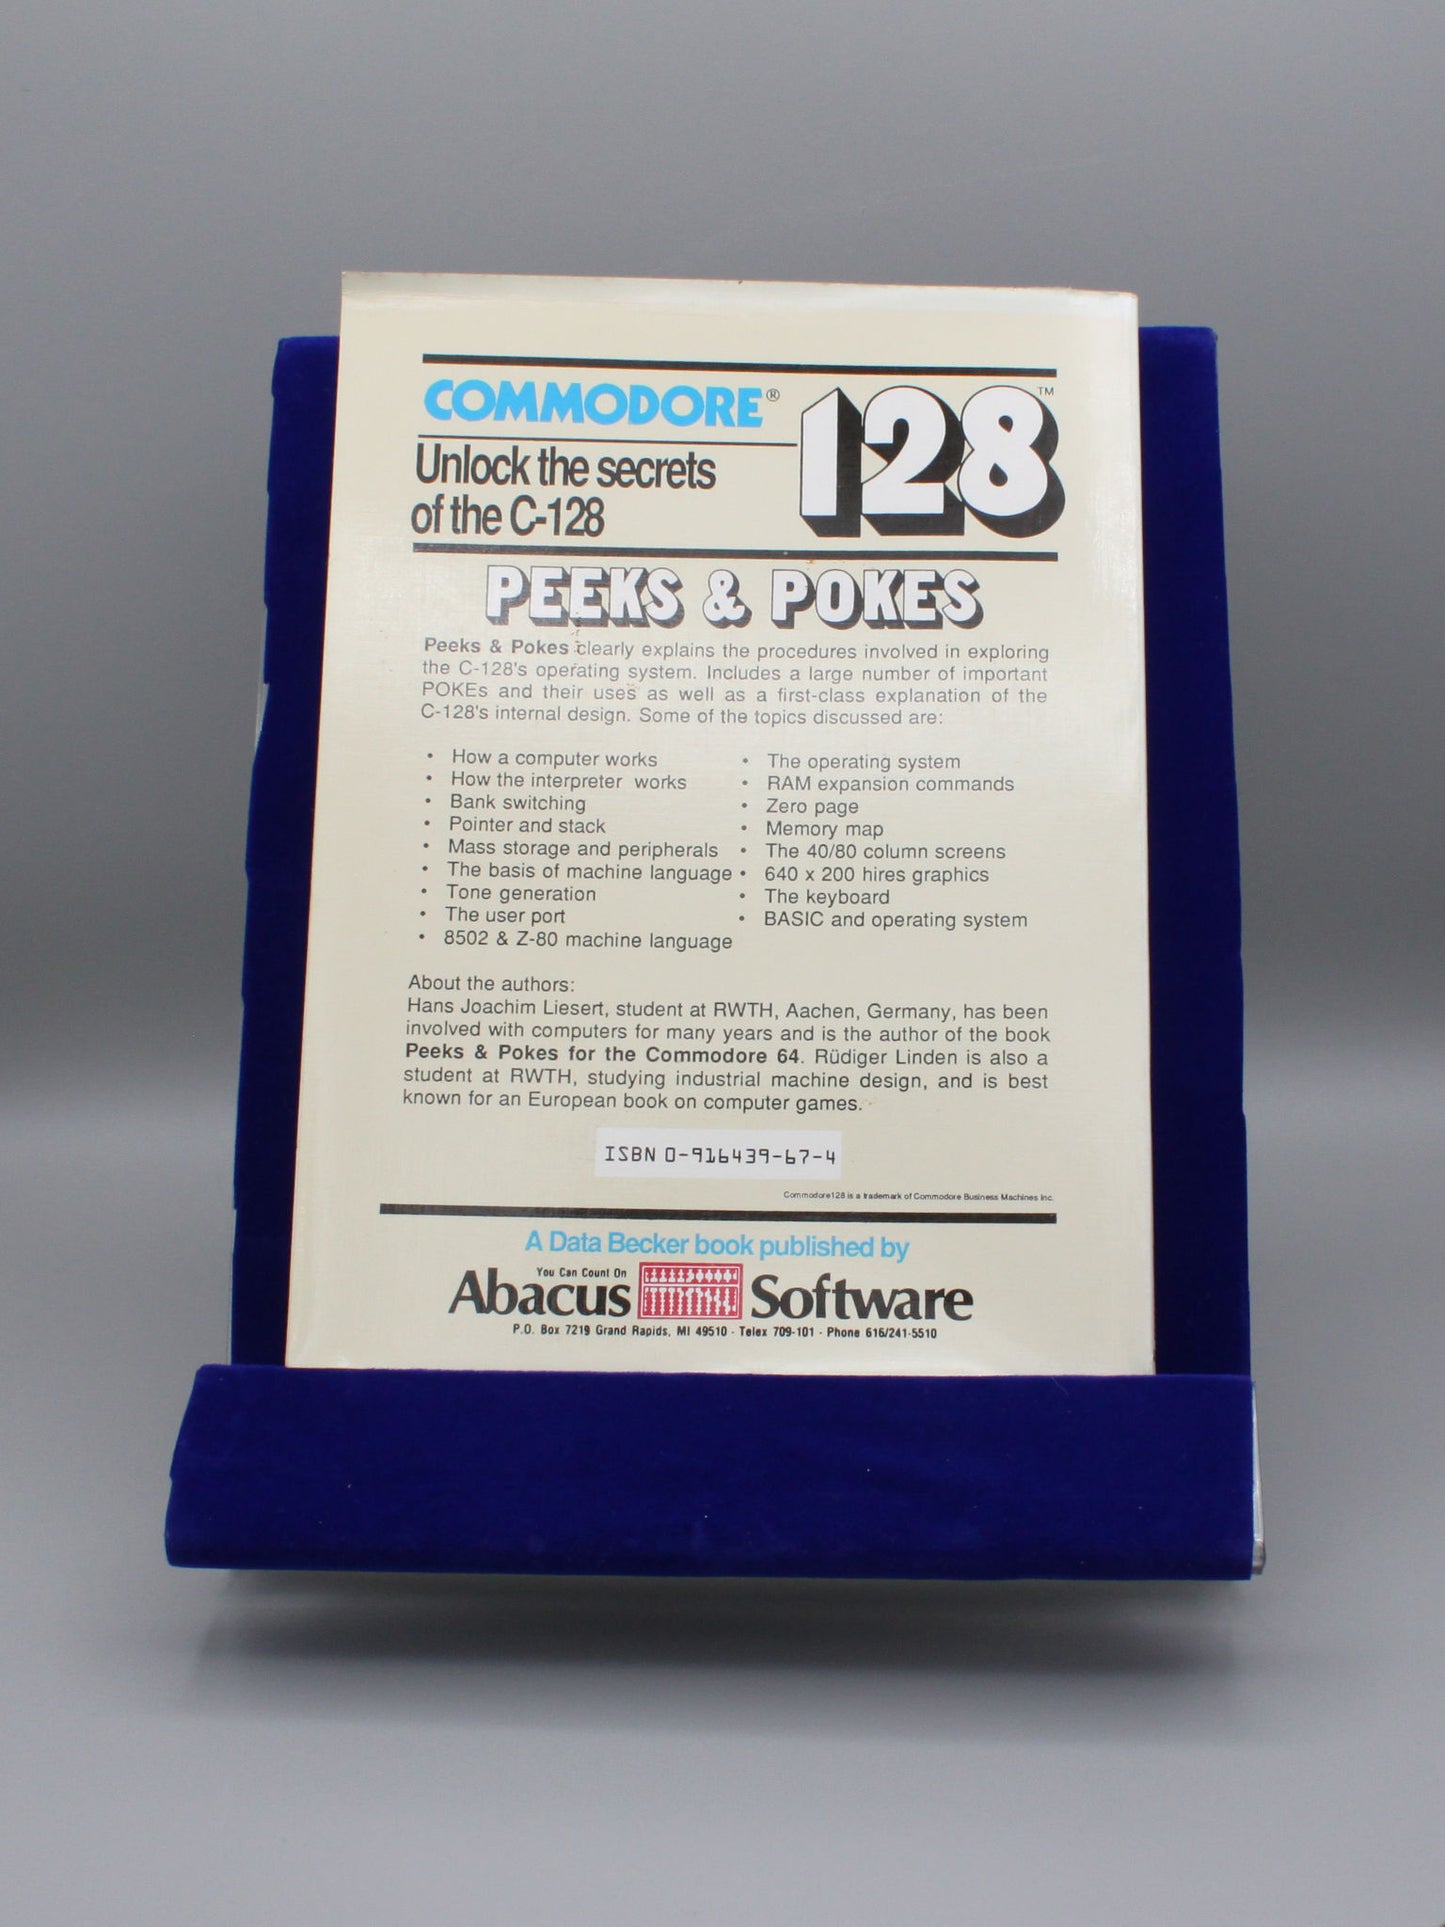 COMMODORE® 128™
Unlock the secrets
of the C-128
PEEKS & POKES
Peeks & Pokes clearly explains the procedures involved in exploring
the C-128's operating system. Includes a large number of important
POKEs and their uses as well as a first-class explanation of the
C-128's internal design. Some of the topics discussed are:
• How a computer works
• How the interpreter works
• Bank switching
• Pointer and stack
• Mass storage and peripherals
• The basis of machine language
• Tone generation
• The user port
• 8502 & Z-80 machine language
• The operating system
• RAM expansion commands
• Zero page
• Memory map
• The 40/80 column screens
• 640 x 200 hires graphics
• The keyboard
• BASIC and operating system
About the authors:
Hans Joachim Liesert, student at RWTH, Aachen, Germany, has been
involved with computers for many years and is the author of the book
Peeks & Pokes for the Commodore 64. Rüdiger Linden is also a
student at RWTH, studying industrial machine design, and is best
known for an European book on computer games.
ISBN 0-916439-67-4
Commodore128 is a trademark of Commodore Business Machines Inc.
A Data Becker book published by
You Can Count On
Abacus Software
P.O. Box 7219 Grand Rapids, MI 49510 - Telex 709-101 - Phone 616/241-5510